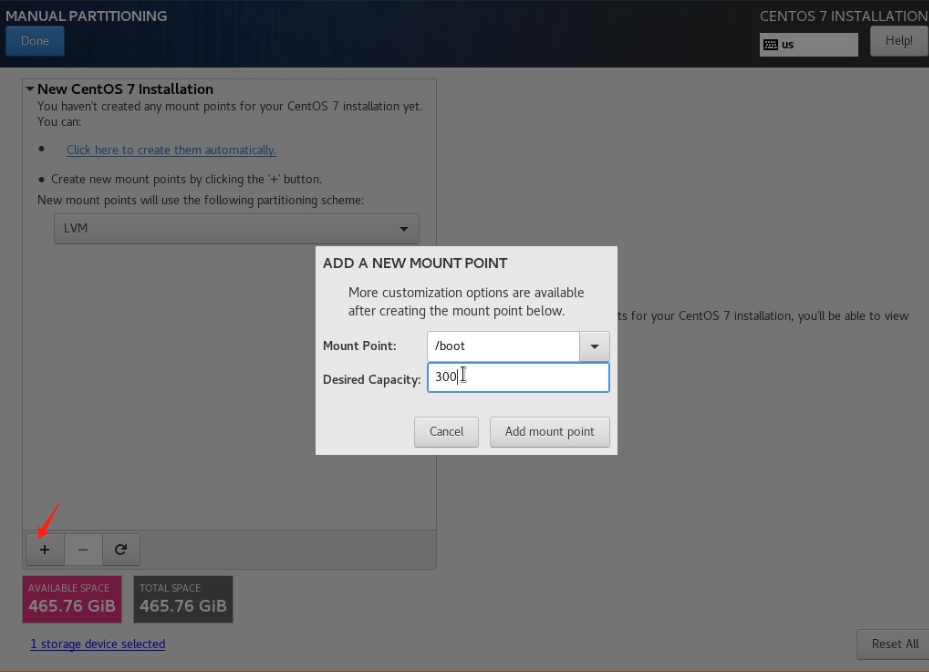 MANUAL PARTITIONING
CENTOS 7 INSTALLATION
Done
us
Help!
New CentOS 7 Installation
You haven't created any mount points for your CentOS 7 installation yet.
You can:
Click here to create them automatically.
Create new mount points by clicking the '+' button.
New mount points will use the following partitioning scheme:
LVM
ADD A NEW MOUNT POINT
More customization options are available
after creating the mount point below.
ts for your CentOS 7 installation, you'll be able to view
Mount Point:
/boot
Desired Capacity:
300
Cancel
Add mount point
+
−
AVAILABLE SPACE
465.76 GiB
TOTAL SPACE
465.76 GiB
1 storage device selected
Reset All